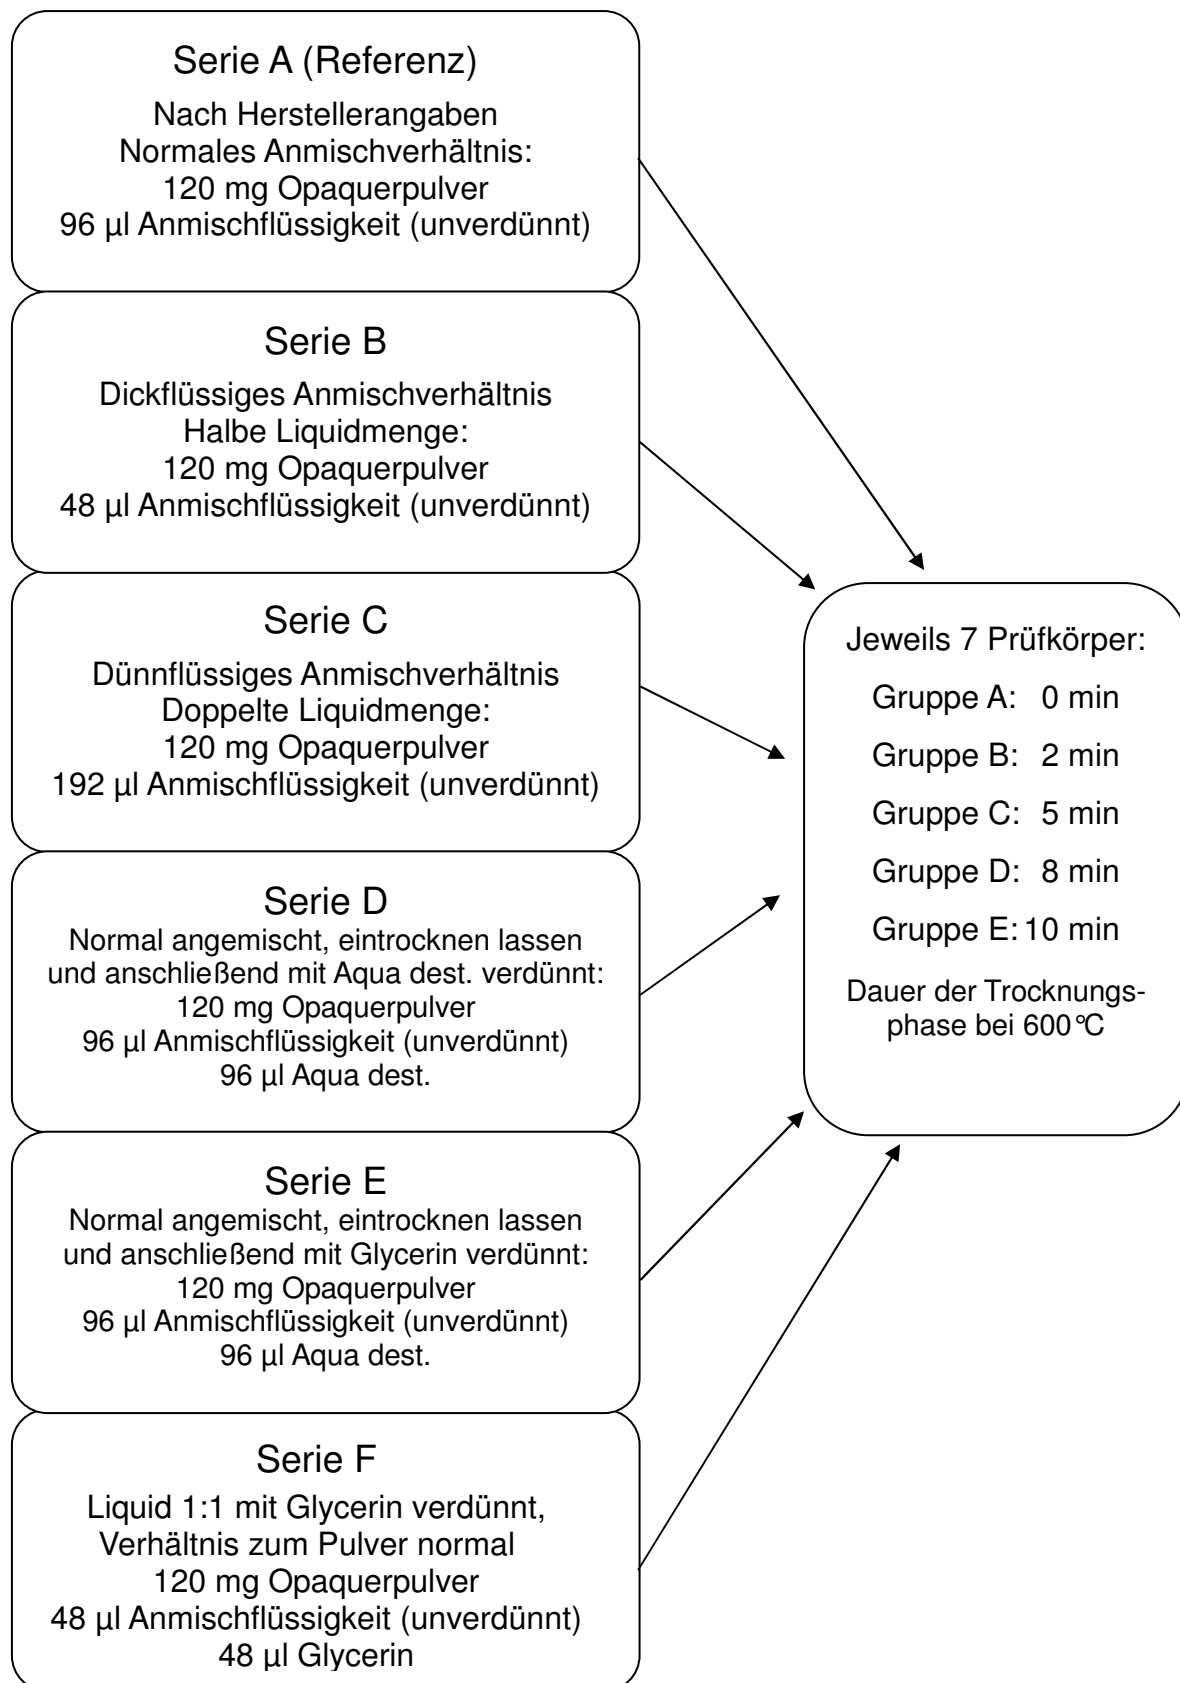 Serie A (Referenz)
Nach Herstellerangaben
Normales Anmischverhältnis:
120 mg Opaquerpulver
96 µl Anmischflüssigkeit (unverdünnt)
Serie B
Dickflüssiges Anmischverhältnis
Halbe Liquidmenge:
120 mg Opaquerpulver
48 µl Anmischflüssigkeit (unverdünnt)
Serie C
Dünnflüssiges Anmischverhältnis
Doppelte Liquidmenge:
120 mg Opaquerpulver
192 µl Anmischflüssigkeit (unverdünnt)
Serie D
Normal angemischt, eintrocknen lassen
und anschließend mit Aqua dest. verdünnt:
120 mg Opaquerpulver
96 µl Anmischflüssigkeit (unverdünnt)
96 µl Aqua dest.
Serie E
Normal angemischt, eintrocknen lassen
und anschließend mit Glycerin verdünnt:
120 mg Opaquerpulver
96 µl Anmischflüssigkeit (unverdünnt)
96 µl Aqua dest.
Serie F
Liquid 1:1 mit Glycerin verdünnt,
Verhältnis zum Pulver normal
120 mg Opaquerpulver
48 µl Anmischflüssigkeit (unverdünnt)
48 µl Glycerin
Jeweils 7 Prüfkörper:
Gruppe A: 0 min
Gruppe B: 2 min
Gruppe C: 5 min
Gruppe D: 8 min
Gruppe E: 10 min
Dauer der Trocknungs-
phase bei 600°C